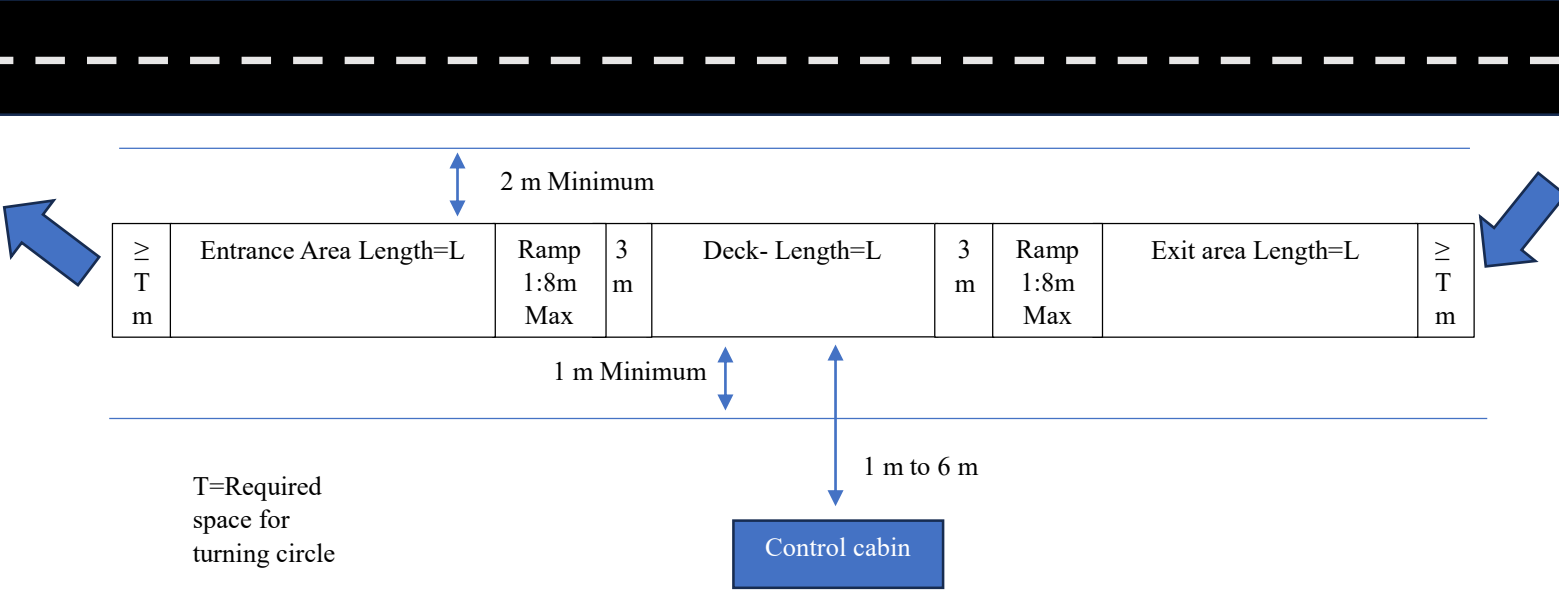 2 m Minimum
≥
T
m
Entrance Area Length=L
Ramp
1:8m
Max
3
m
Deck- Length=L
3
m
Ramp
1:8m
Max
Exit area Length=L
≥
T
m
1 m Minimum
1 m to 6 m
T=Required
space for
turning circle
Control cabin